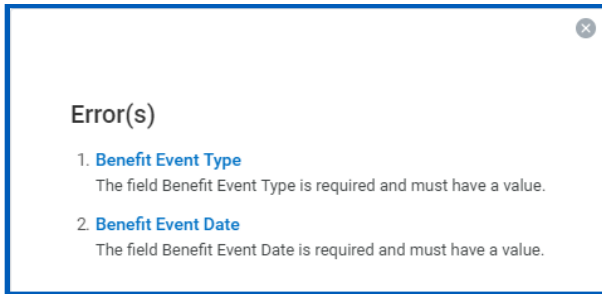 Error(s)
1. Benefit Event Type
The field Benefit Event Type is required and must have a value.
2. Benefit Event Date
The field Benefit Event Date is required and must have a value.